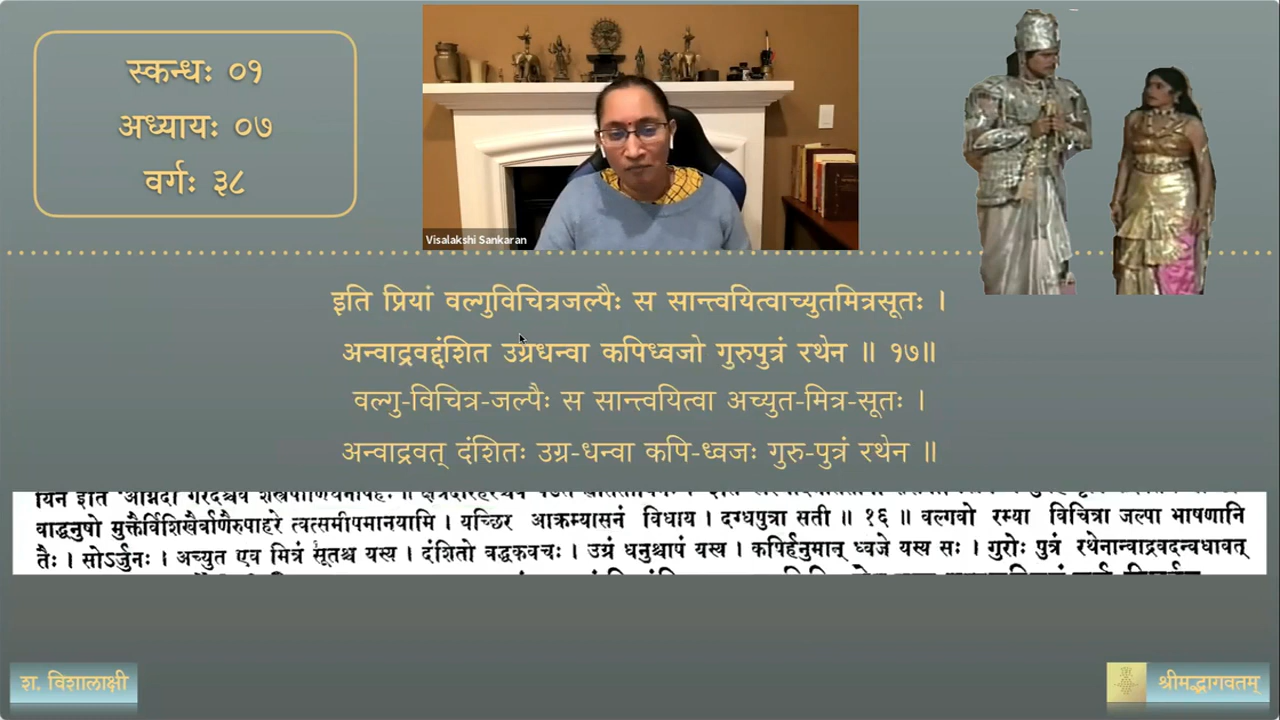 स्कन्धः ०१
अध्यायः ०७
वर्गः ३८
Visalakshi Sankaran
इति प्रियां वल्गुविचित्रजल्पैः स सान्त्वयित्वाच्युतमित्रसूतः ।
अन्वाद्रवद्दंशित उग्रधन्वा कपिध्वजो गुरुपुत्रं रथेन ॥ १७॥
वल्गु-विचित्र-जल्पैः स सान्त्वयित्वा अच्युत-मित्र-सूतः ।
अन्वाद्रवत् दंशितः उग्र-धन्वा कपि-ध्वजः गुरु-पुत्रं रथेन ॥
वाद्धनुषो मुक्तैर्विशिखैर्बाणैरुपाहरे त्वत्समीपमानयामि । यच्छिर आक्रम्यासनं विधाय । दग्धपुत्रा सती ॥ १६ ॥ वल्गवो रम्या विचित्रा जल्पा भाषणानि
तैः । सोऽर्जुनः । अच्युत एव मित्रं सूतश्च यस्य । दंशितो बद्धकवचः । उग्रं धनुश्चापं यस्य । कपिर्हनुमान् ध्वजे यस्य सः । गुरोः पुत्रं रथेनान्वाद्रवदन्वधावत्
श. विशालाक्षी
श्रीमद्भागवतम्